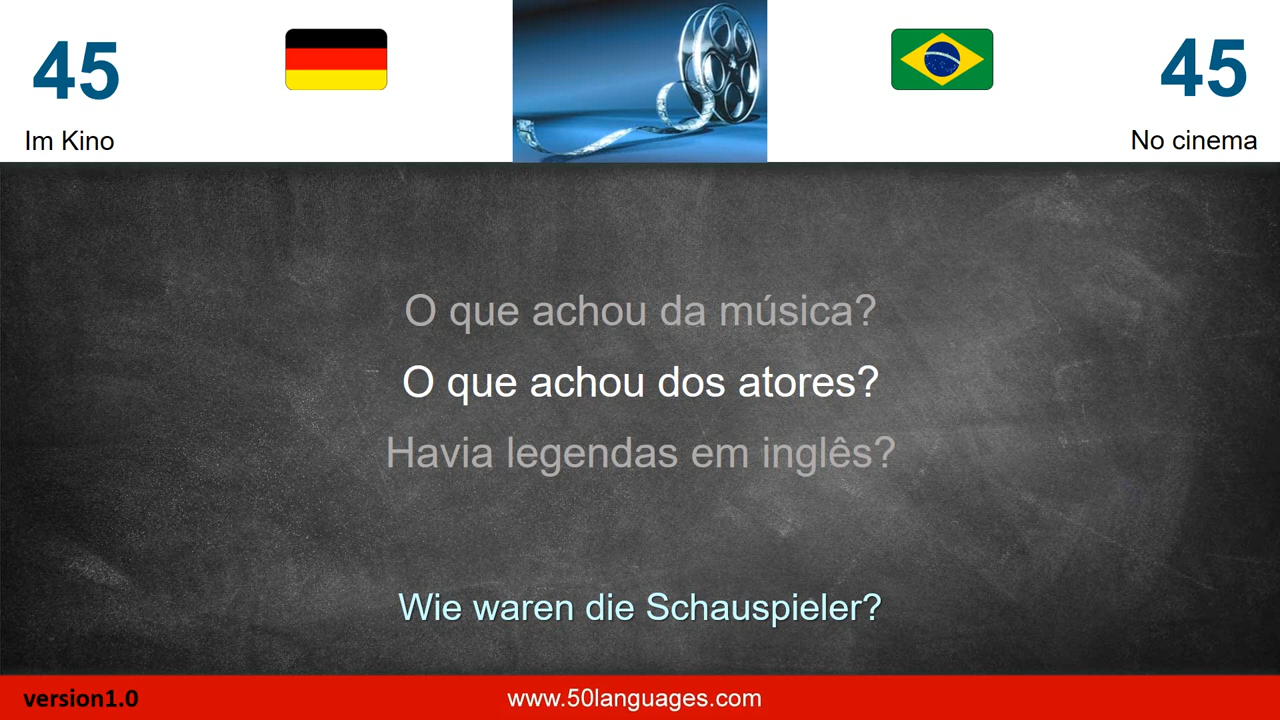 45
45
Im Kino
No cinema
O que achou da música?
O que achou dos atores?
Havia legendas em inglês?
Wie waren die Schauspieler?
version1.0
www.50languages.com